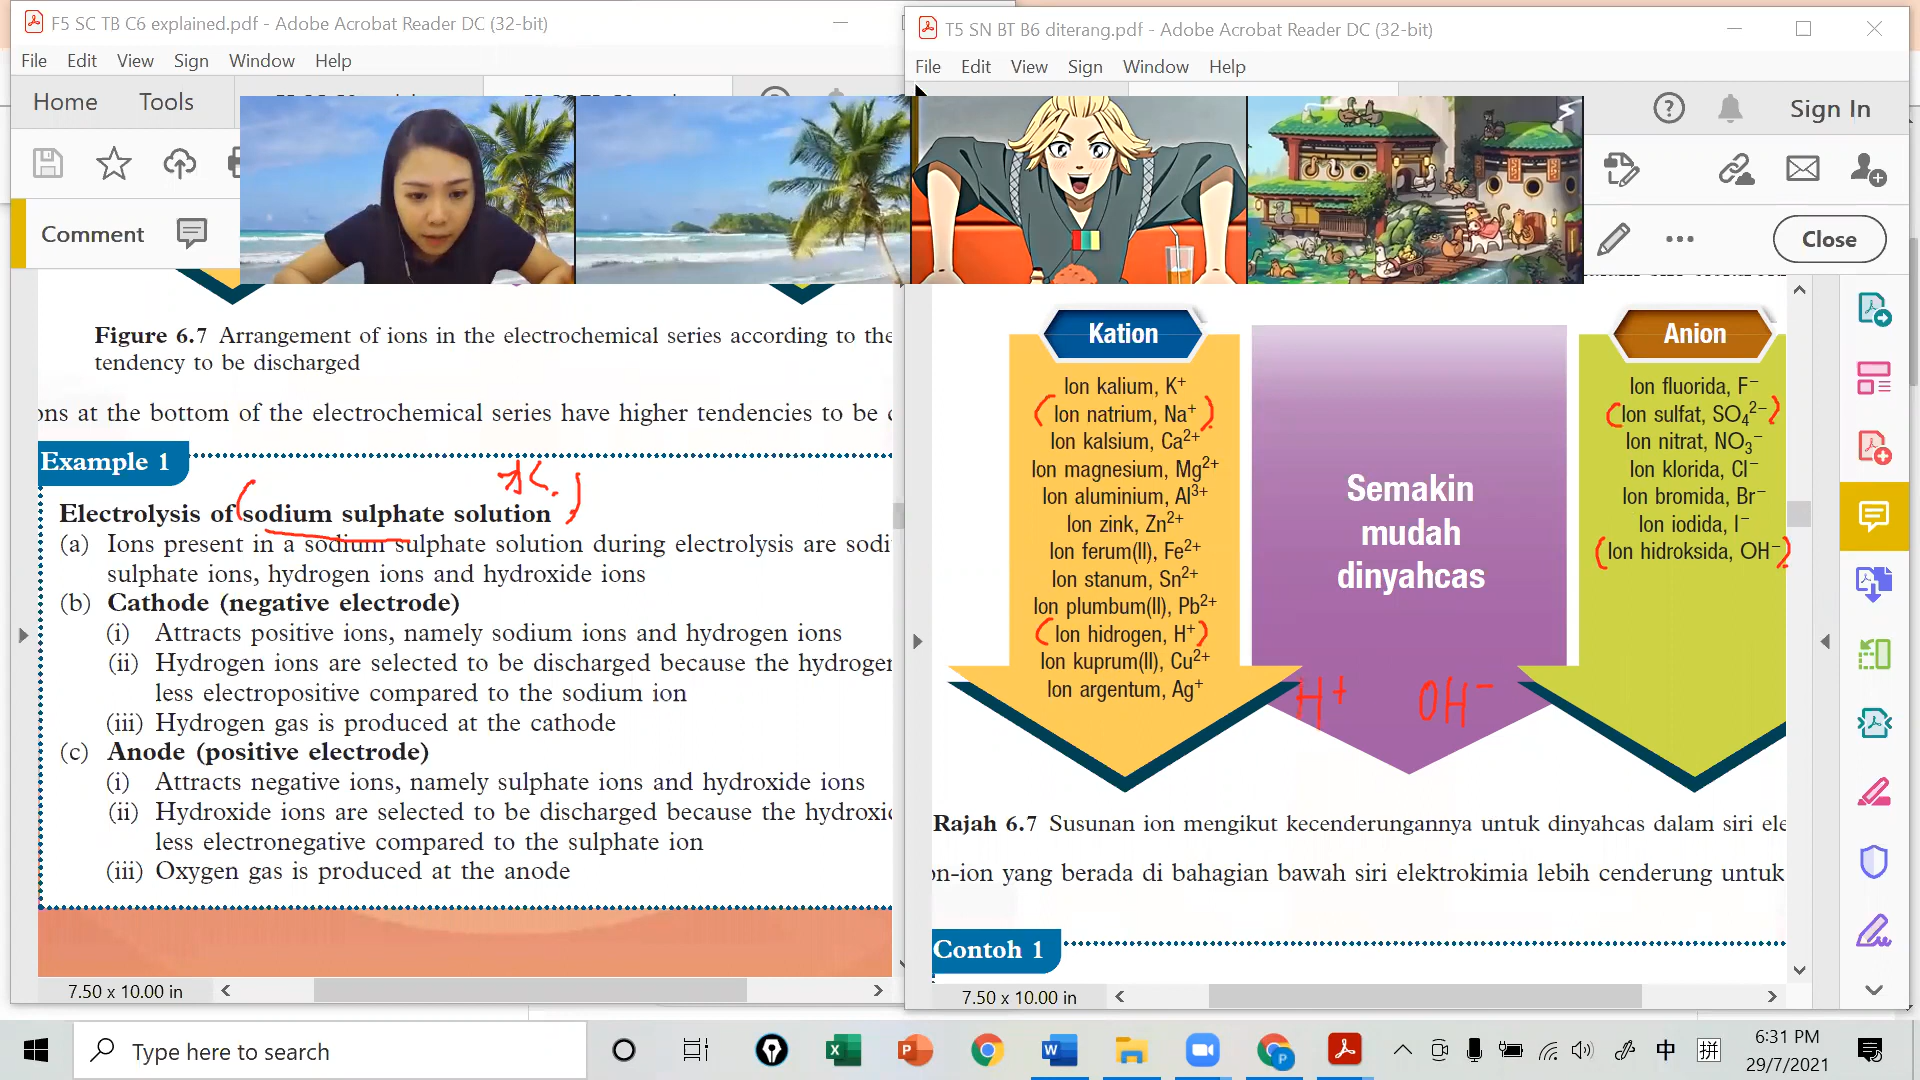 F5 SC TB C6 explained.pdf - Adobe Acrobat Reader DC (32-bit)
File Edit View Sign Window Help
Home Tools
Comment
Figure 6.7 Arrangement of ions in the electrochemical series according to the
tendency to be discharged
ons at the bottom of the electrochemical series have higher tendencies to be
Example 1
水
Electrolysis of sodium sulphate solution
(a) Ions present in a sodium sulphate solution during electrolysis are sodi
sulphate ions, hydrogen ions and hydroxide ions
(b) Cathode (negative electrode)
(i) Attracts positive ions, namely sodium ions and hydrogen ions
(ii) Hydrogen ions are selected to be discharged because the hydrogen
less electropositive compared to the sodium ion
(iii) Hydrogen gas is produced at the cathode
(c) Anode (positive electrode)
(i) Attracts negative ions, namely sulphate ions and hydroxide ions
(ii) Hydroxide ions are selected to be discharged because the hydroxi
less electronegative compared to the sulphate ion
(iii) Oxygen gas is produced at the anode
7.50 x 10.00 in
T5 SN BT B6 diterang.pdf - Adobe Acrobat Reader DC (32-bit)
File Edit View Sign Window Help
Sign In
Close
Kation
Ion kalium, K⁺
Ion natrium, Na⁺
Ion kalsium, Ca²⁺
Ion magnesium, Mg²⁺
Ion aluminium, Al³⁺
Ion zink, Zn²⁺
Ion ferum(II), Fe²⁺
Ion stanum, Sn²⁺
Ion plumbum(II), Pb²⁺
Ion hidrogen, H⁺
Ion kuprum(II), Cu²⁺
Ion argentum, Ag⁺
Semakin
mudah
dinyahcas
H⁺ OH⁻
Anion
Ion fluorida, F⁻
Ion sulfat, SO₄²⁻
Ion nitrat, NO₃⁻
Ion klorida, Cl⁻
Ion bromida, Br⁻
Ion iodida, I⁻
Ion hidroksida, OH⁻
Rajah 6.7 Susunan ion mengikut kecenderungannya untuk dinyahcas dalam siri ele
on-ion yang berada di bahagian bawah siri elektrokimia lebih cenderung untuk
Contoh 1
7.50 x 10.00 in
Type here to search
中
拼
6:31 PM
29/7/2021